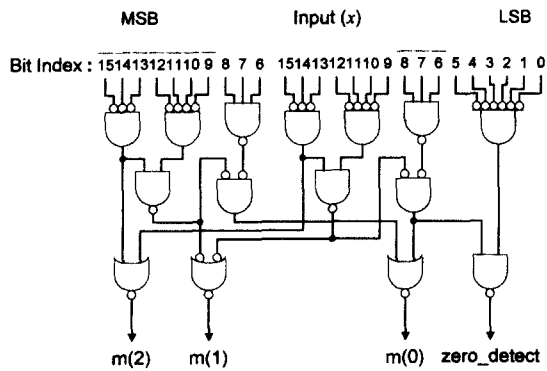 MSB Input (x) LSB
Bit Index : 15 14 13 12 11 10 9 8 7 6 15 14 13 12 11 10 9 8 7 6 5 4 3 2 1 0
m(2) m(1) m(0) zero_detect